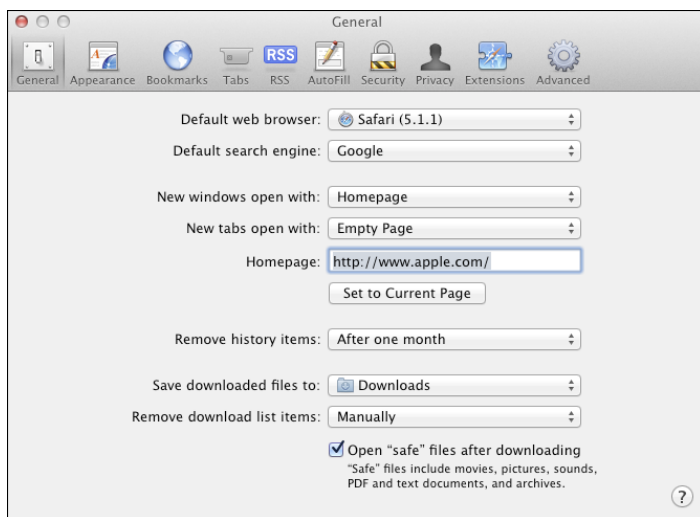 General
RSS
General Appearance Bookmarks Tabs RSS AutoFill Security Privacy Extensions Advanced
Default web browser: Safari (5.1.1)
Default search engine: Google
New windows open with: Homepage
New tabs open with: Empty Page
Homepage: http://www.apple.com/
Set to Current Page
Remove history items: After one month
Save downloaded files to: Downloads
Remove download list items: Manually
Open “safe” files after downloading
“Safe” files include movies, pictures, sounds,
PDF and text documents, and archives.
?